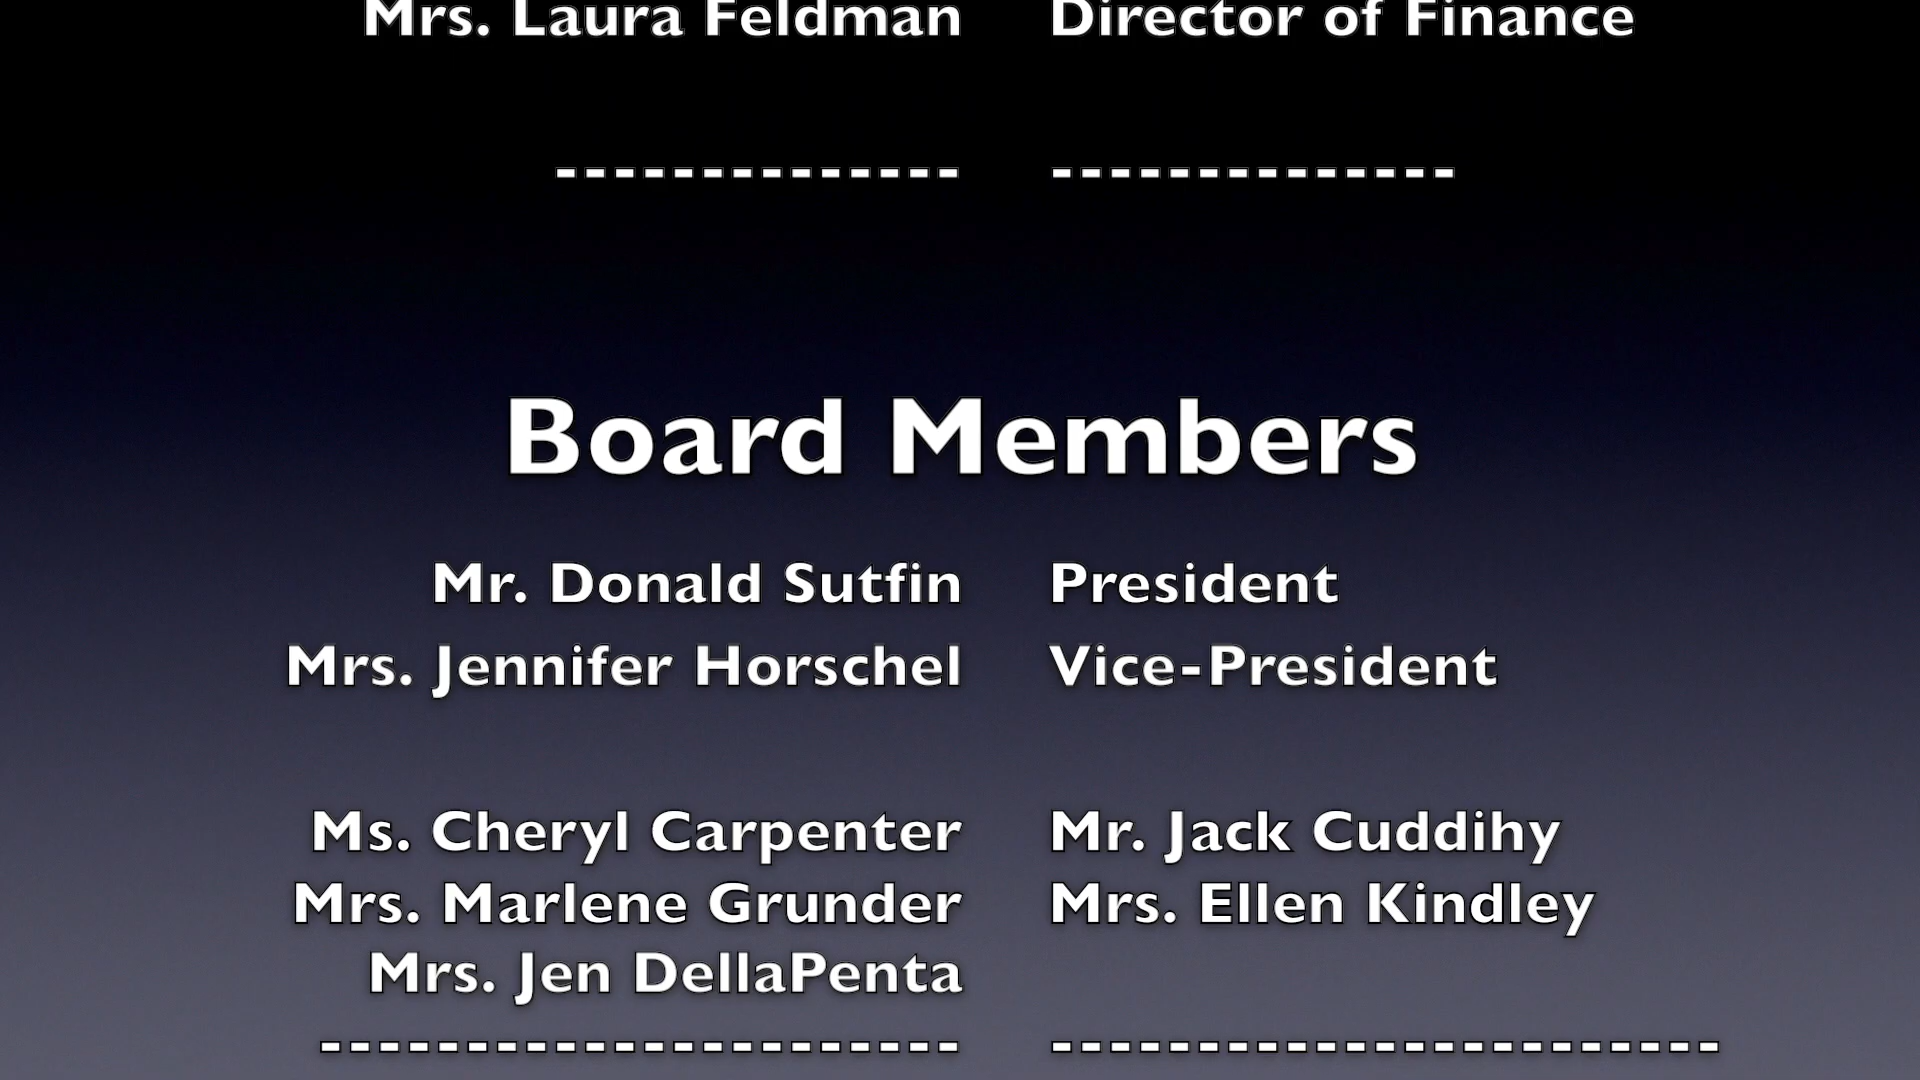 Mrs. Laura Feldman Director of Finance
-------------- --------------
Board Members
Mr. Donald Sutfin President
Mrs. Jennifer Horschel Vice-President
Ms. Cheryl Carpenter Mr. Jack Cuddihy
Mrs. Marlene Grunder Mrs. Ellen Kindley
Mrs. Jen DellaPenta
---------------------- -----------------------